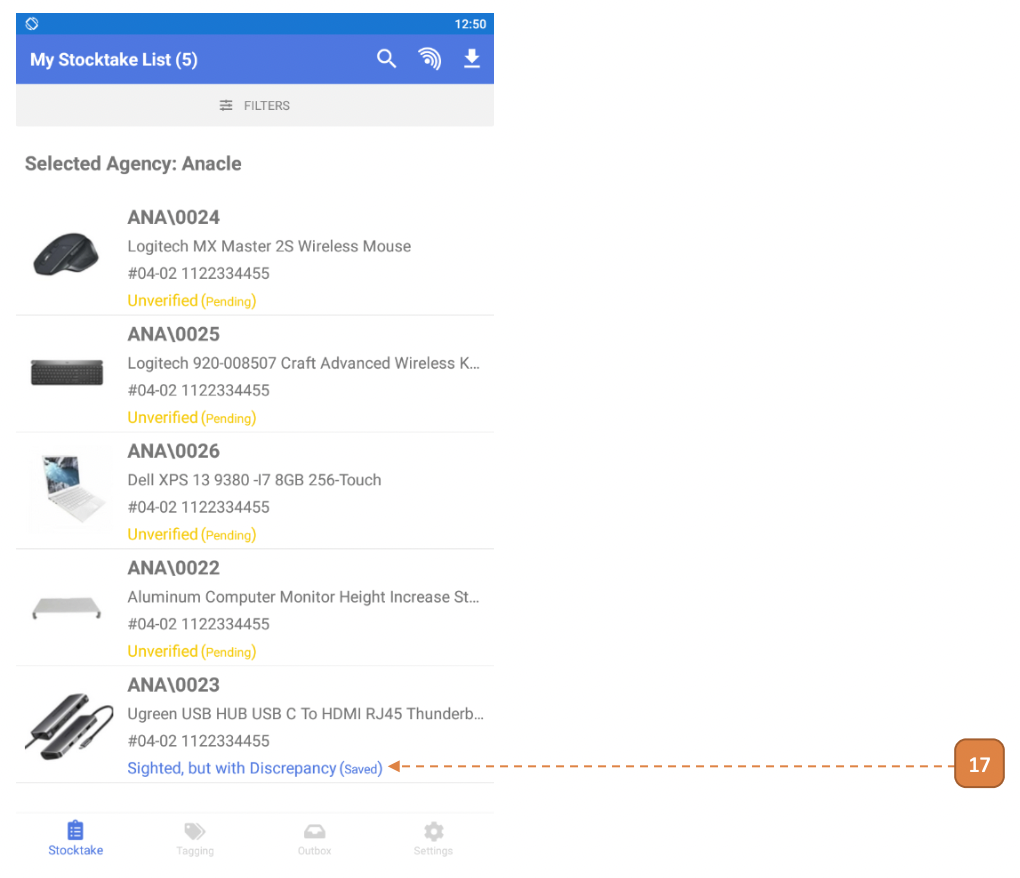 12:50
My Stocktake List (5)
FILTERS
Selected Agency: Anacle
ANA\0024
Logitech MX Master 2S Wireless Mouse
#04-02 1122334455
Unverified (Pending)
ANA\0025
Logitech 920-008507 Craft Advanced Wireless K...
#04-02 1122334455
Unverified (Pending)
ANA\0026
Dell XPS 13 9380 -I7 8GB 256-Touch
#04-02 1122334455
Unverified (Pending)
ANA\0022
Aluminum Computer Monitor Height Increase St...
#04-02 1122334455
Unverified (Pending)
ANA\0023
Ugreen USB HUB USB C To HDMI RJ45 Thunderb...
#04-02 1122334455
Sighted, but with Discrepancy (Saved)
17
Stocktake Tagging Outbox Settings